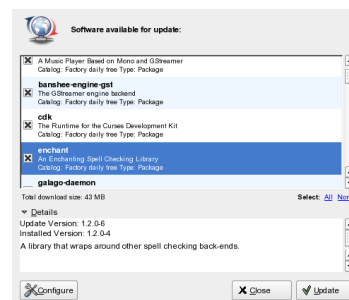 Software available for update:
A Music Player Based on Mono and GStreamer
Catalog: Factory daily tree Type: Package
banshee-engine-gst
The GStreamer engine backend
Catalog: Factory daily tree Type: Package
cdk
The Runtime for the Curses Development Kit
Catalog: Factory daily tree Type: Package
enchant
An Enchanting Spell Checking Library
Catalog: Factory daily tree Type: Package
galago-daemon
Total download size: 43 MB Select: All
Details
Update Version: 1.2.0-6
Installed Version: 1.2.0-4
A library that wraps around other spell checking back-ends.
Configure Close Update